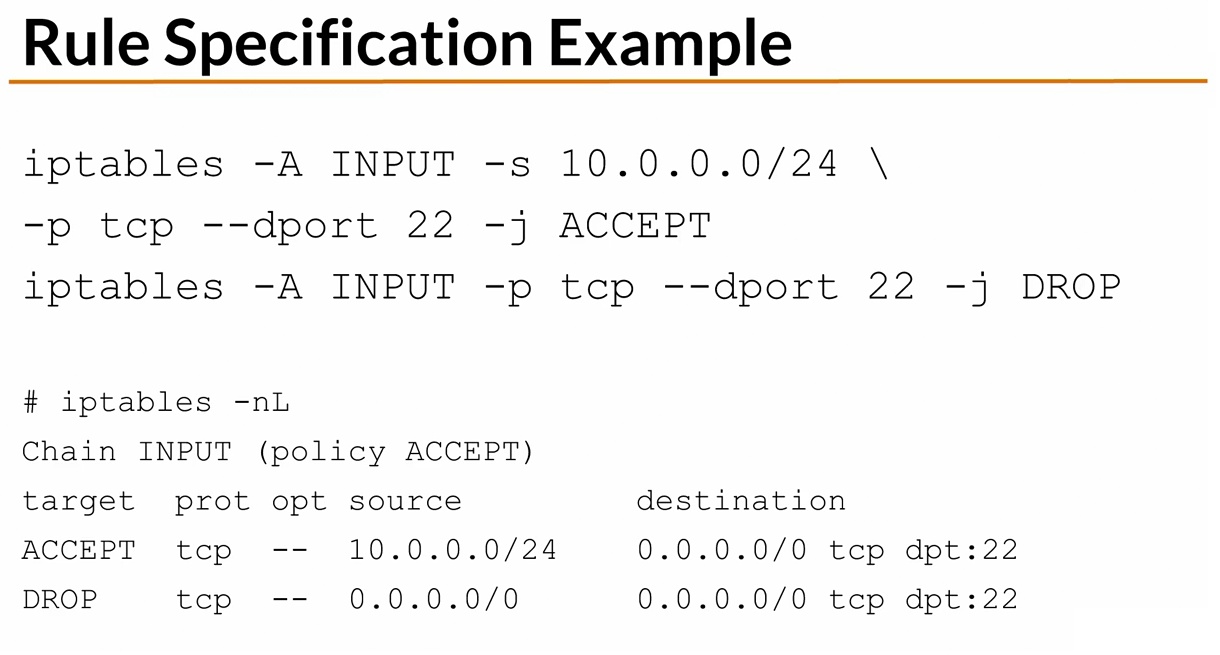 Rule Specification Example
iptables -A INPUT -s 10.0.0.0/24 \
-p tcp --dport 22 -j ACCEPT
iptables -A INPUT -p tcp --dport 22 -j DROP
# iptables -nL
Chain INPUT (policy ACCEPT)
target prot opt source destination
ACCEPT tcp -- 10.0.0.0/24 0.0.0.0/0 tcp dpt:22
DROP tcp -- 0.0.0.0/0 0.0.0.0/0 tcp dpt:22